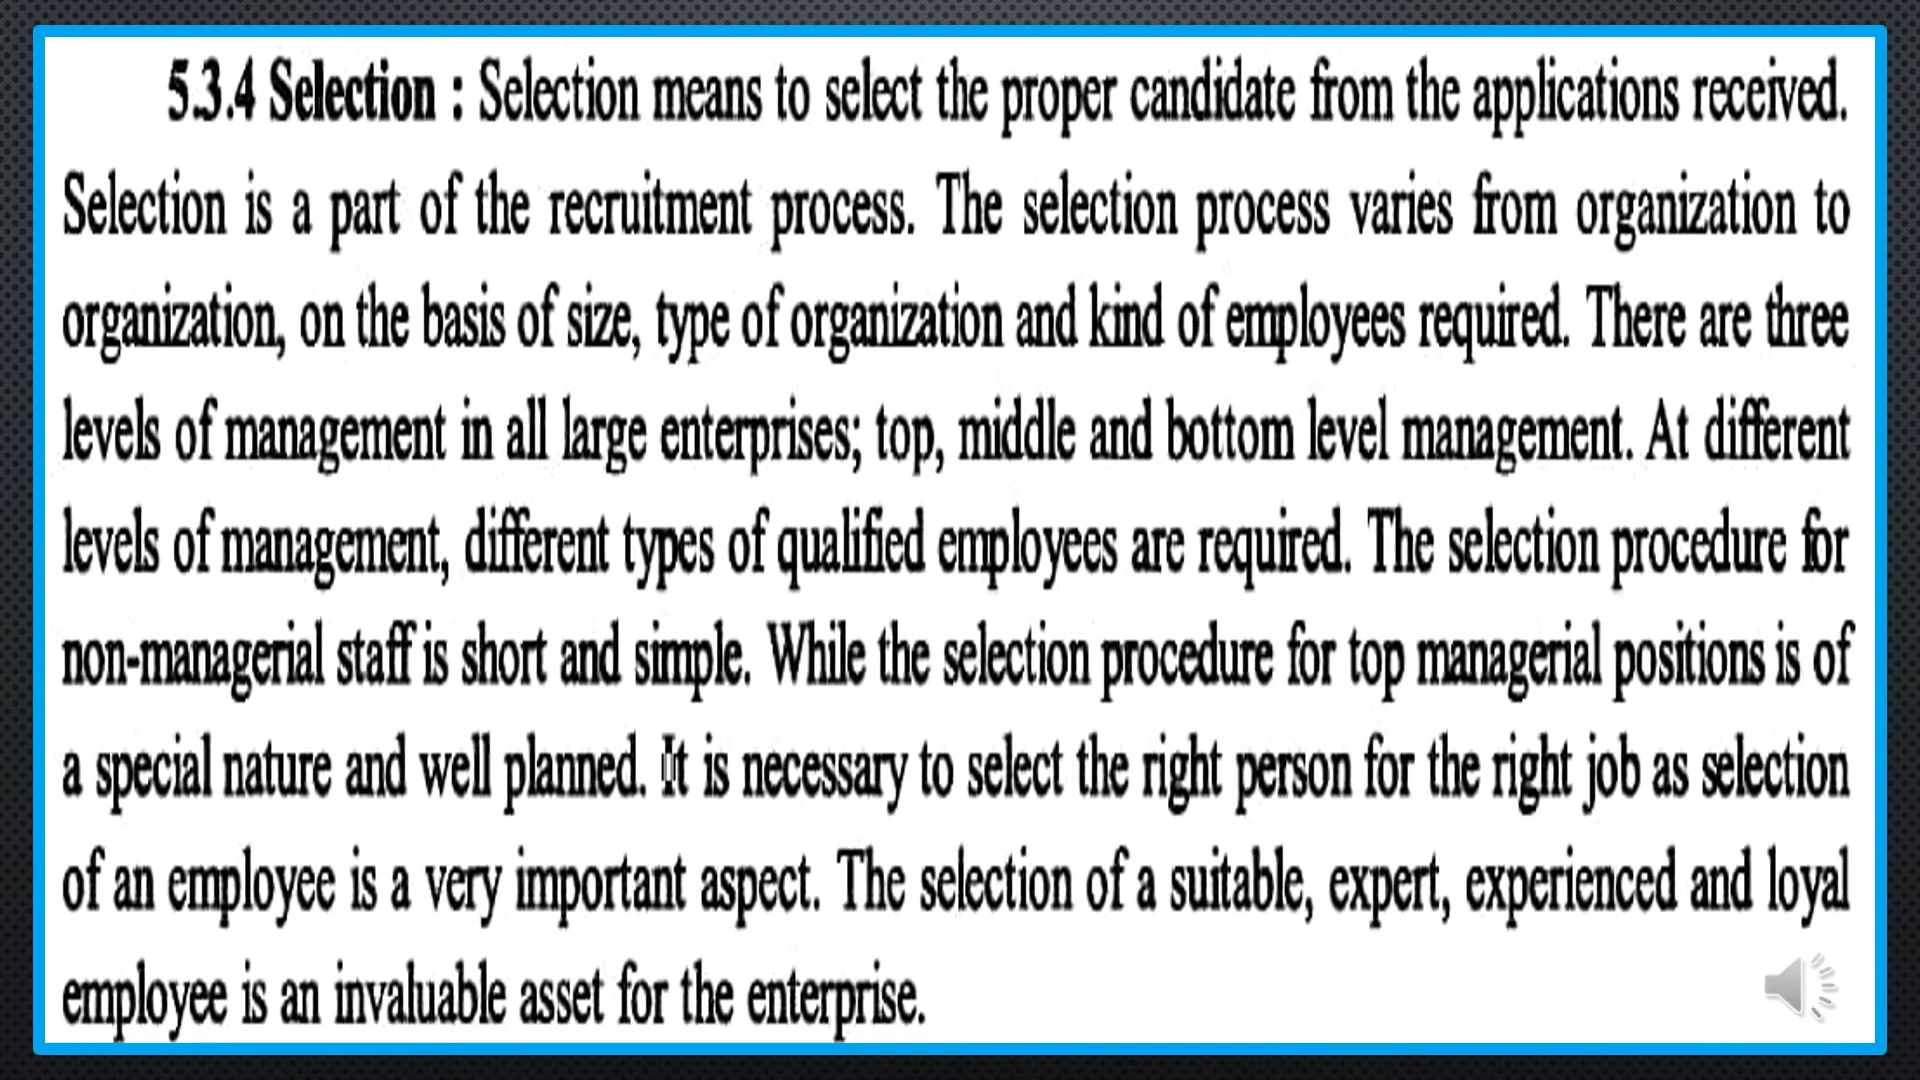 5.3.4 Selection : Selection means to select the proper candidate from the applications received.
Selection is a part of the recruitment process. The selection process varies from organization to
organization, on the basis of size, type of organization and kind of employees required. There are three
levels of management in all large enterprises; top, middle and bottom level management. At different
levels of management, different types of qualified employees are required. The selection procedure for
non-managerial staff is short and simple. While the selection procedure for top managerial positions is of
a special nature and well planned. It is necessary to select the right person for the right job as selection
of an employee is a very important aspect. The selection of a suitable, expert, experienced and loyal
employee is an invaluable asset for the enterprise.